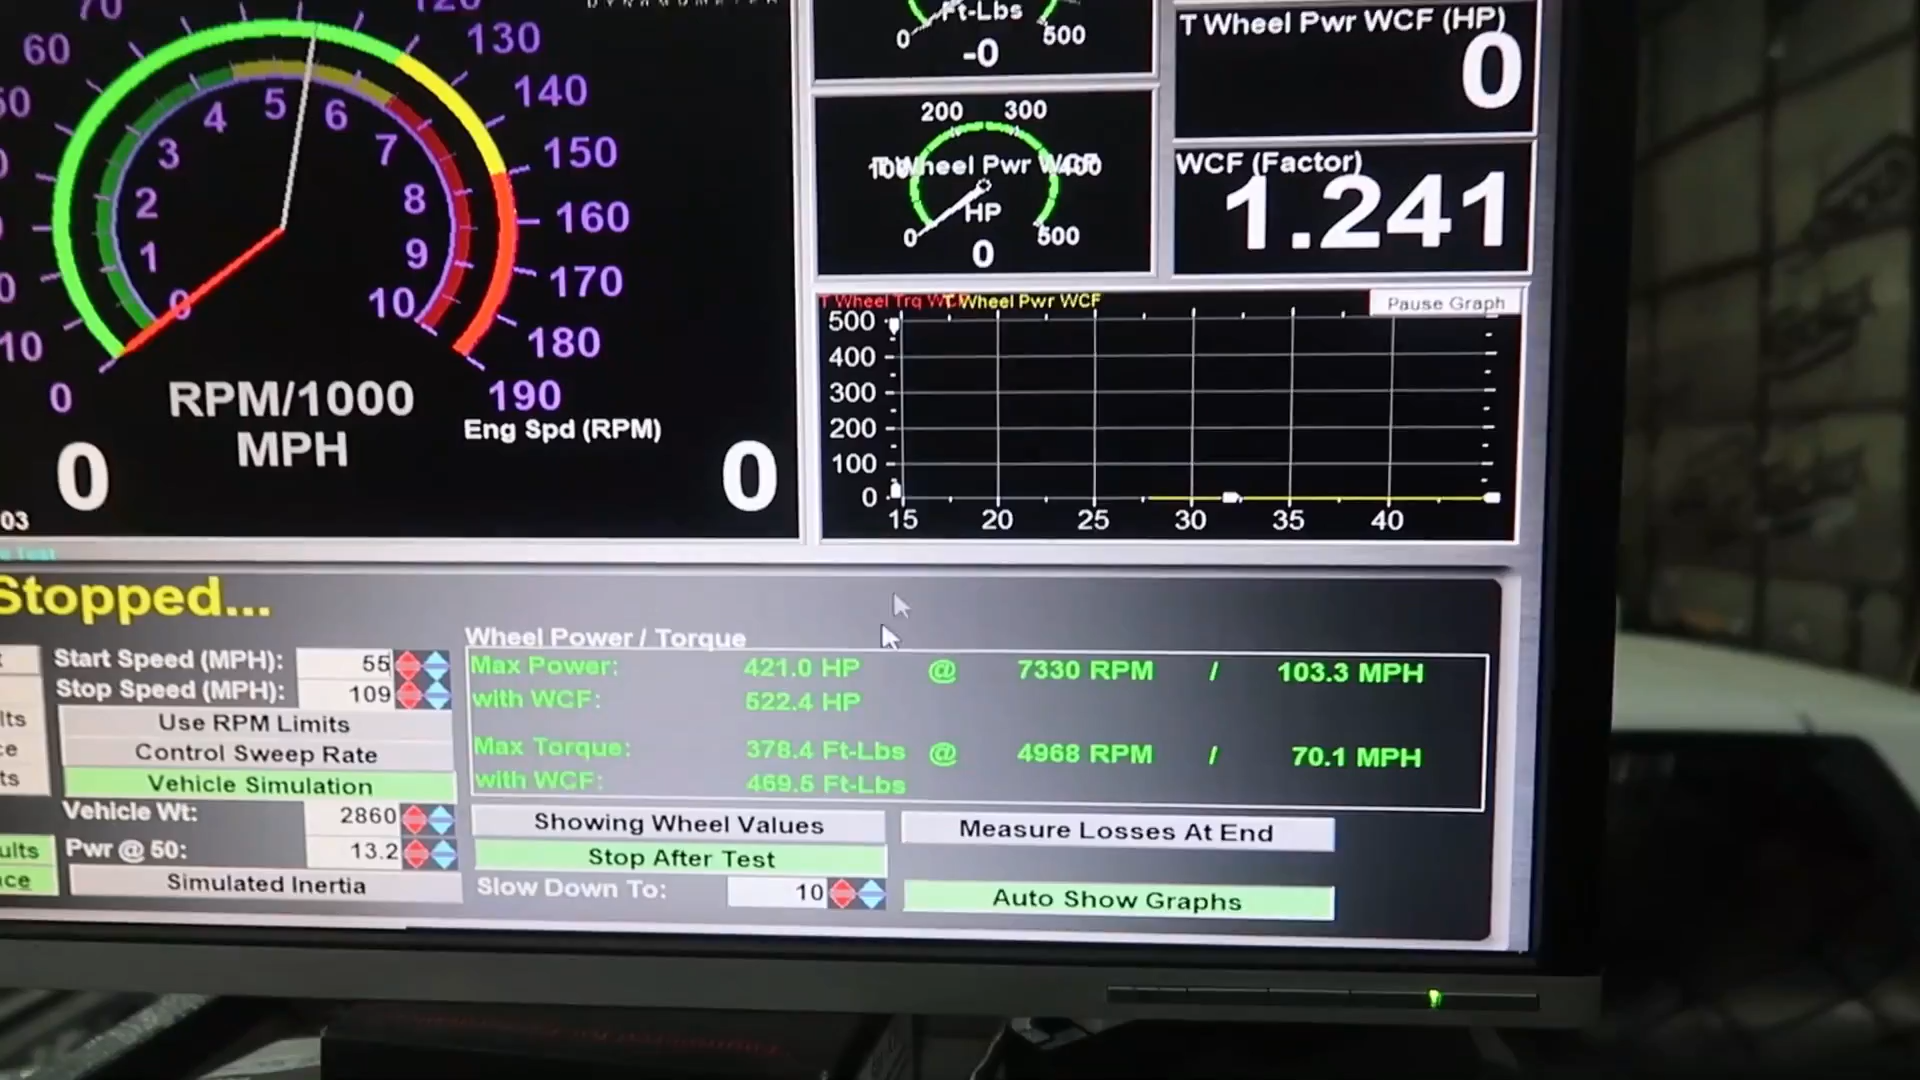 70
120
60
130
50
140
4
5
6
3
7
150
2
8
160
1
9
170
0
10
10
180
0
190
RPM/1000
MPH
Eng Spd (RPM)
0
0
03
Ft-Lbs
0
500
-0
200
300
100
400
T Wheel Pwr WCF
HP
0
500
0
T Wheel Pwr WCF (HP)
0
WCF (Factor)
1.241
T Wheel Trq
T Wheel Pwr WCF
Pause Graph
500
400
300
200
100
0
15
20
25
30
35
40
Stopped...
Start Speed (MPH): 55
Stop Speed (MPH): 109
Use RPM Limits
Control Sweep Rate
Vehicle Simulation
Vehicle Wt: 2860
Pwr @ 50: 13.2
Simulated Inertia
Wheel Power / Torque
Max Power: 421.0 HP @ 7330 RPM / 103.3 MPH
with WCF: 522.4 HP
Max Torque: 378.4 Ft-Lbs @ 4968 RPM / 70.1 MPH
with WCF: 469.5 Ft-Lbs
Showing Wheel Values
Measure Losses At End
Stop After Test
Slow Down To: 10
Auto Show Graphs